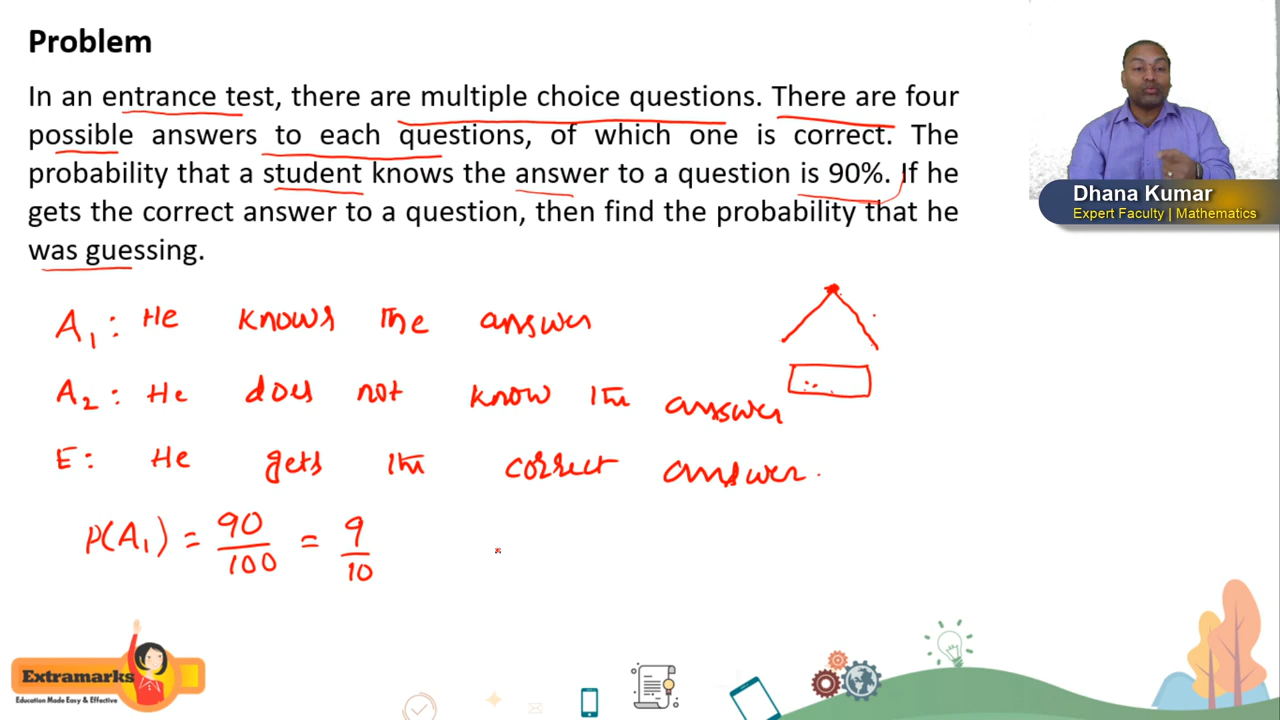 Problem
In an entrance test, there are multiple choice questions. There are four
possible answers to each questions, of which one is correct. The
probability that a student knows the answer to a question is 90%. If he
gets the correct answer to a question, then find the probability that he
was guessing.
Dhana Kumar
Expert Faculty | Mathematics
A₁ : He knows the answer
A₂ : He does not know the answer
E : He gets the correct answer.
P(A₁) = 90/100 = 9/10
Extramarks
Education Made Easy & Effective